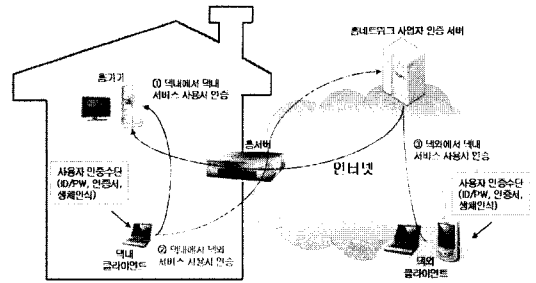 홈네트워크 사업자 인증 서버
홈기기
① 댁내에서 댁내
서비스 사용시 인증
홈서버
인터넷
③ 댁외에서 댁내
서비스 사용시 인증
사용자 인증수단
(ID/PW, 인증서,
생체인식)
사용자 인증수단
(ID/PW, 인증서,
생체인식)
댁내
클라이언트
② 댁내에서 댁외
서비스 사용시 인증
댁외
클라이언트